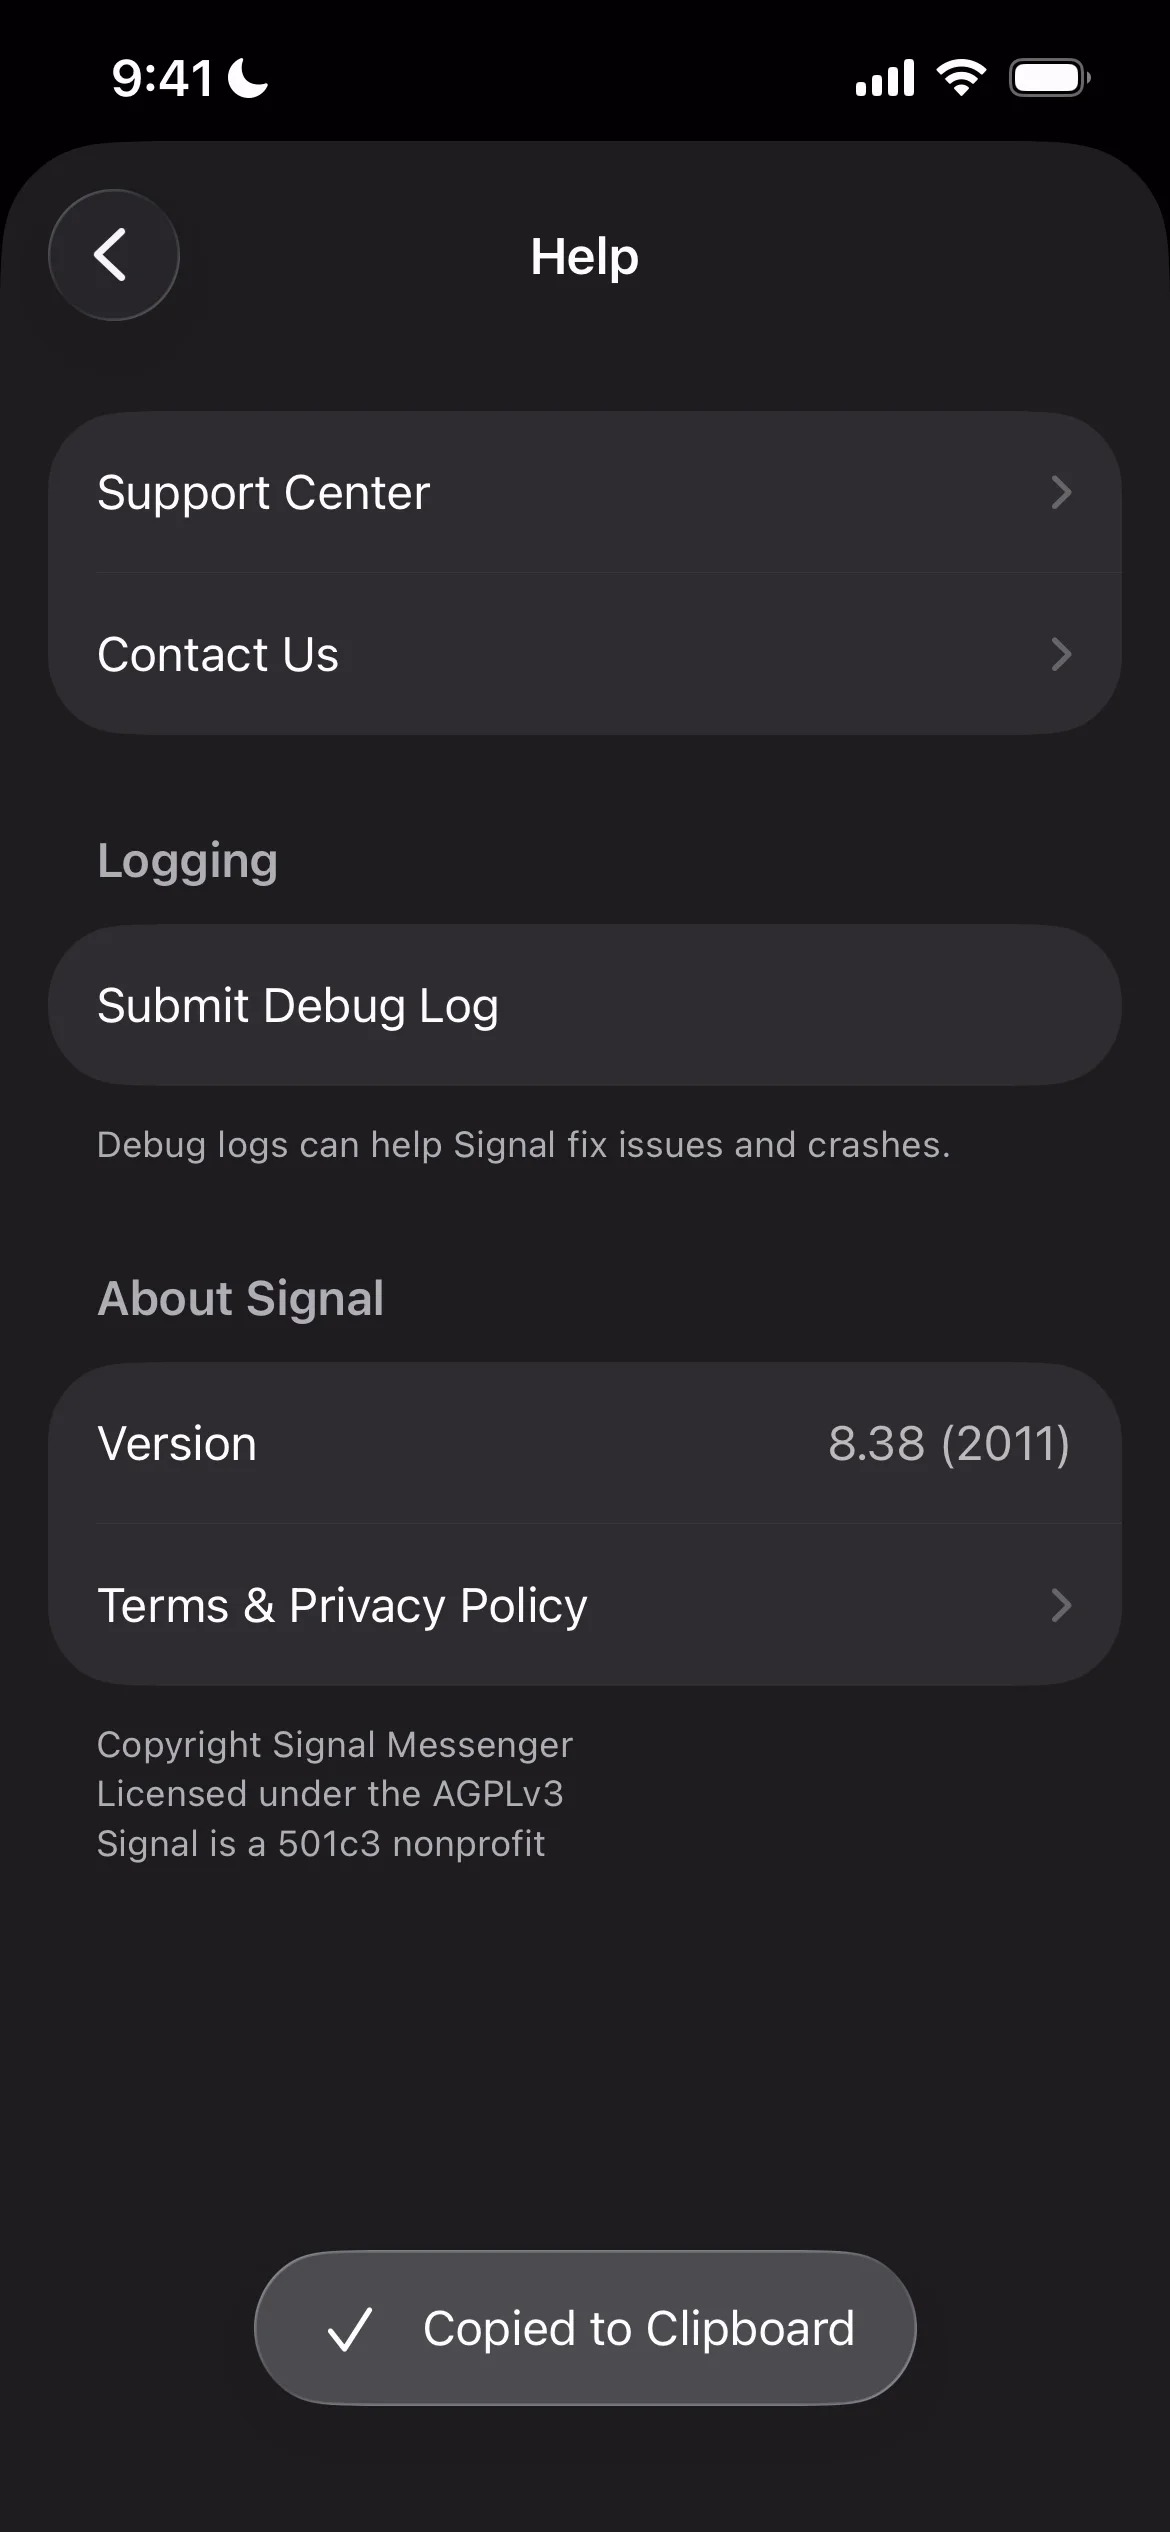 9:41
Help
Support Center
Contact Us
Logging
Submit Debug Log
Debug logs can help Signal fix issues and crashes.
About Signal
Version 8.38 (2011)
Terms & Privacy Policy
Copyright Signal Messenger
Licensed under the AGPLv3
Signal is a 501c3 nonprofit
Copied to Clipboard